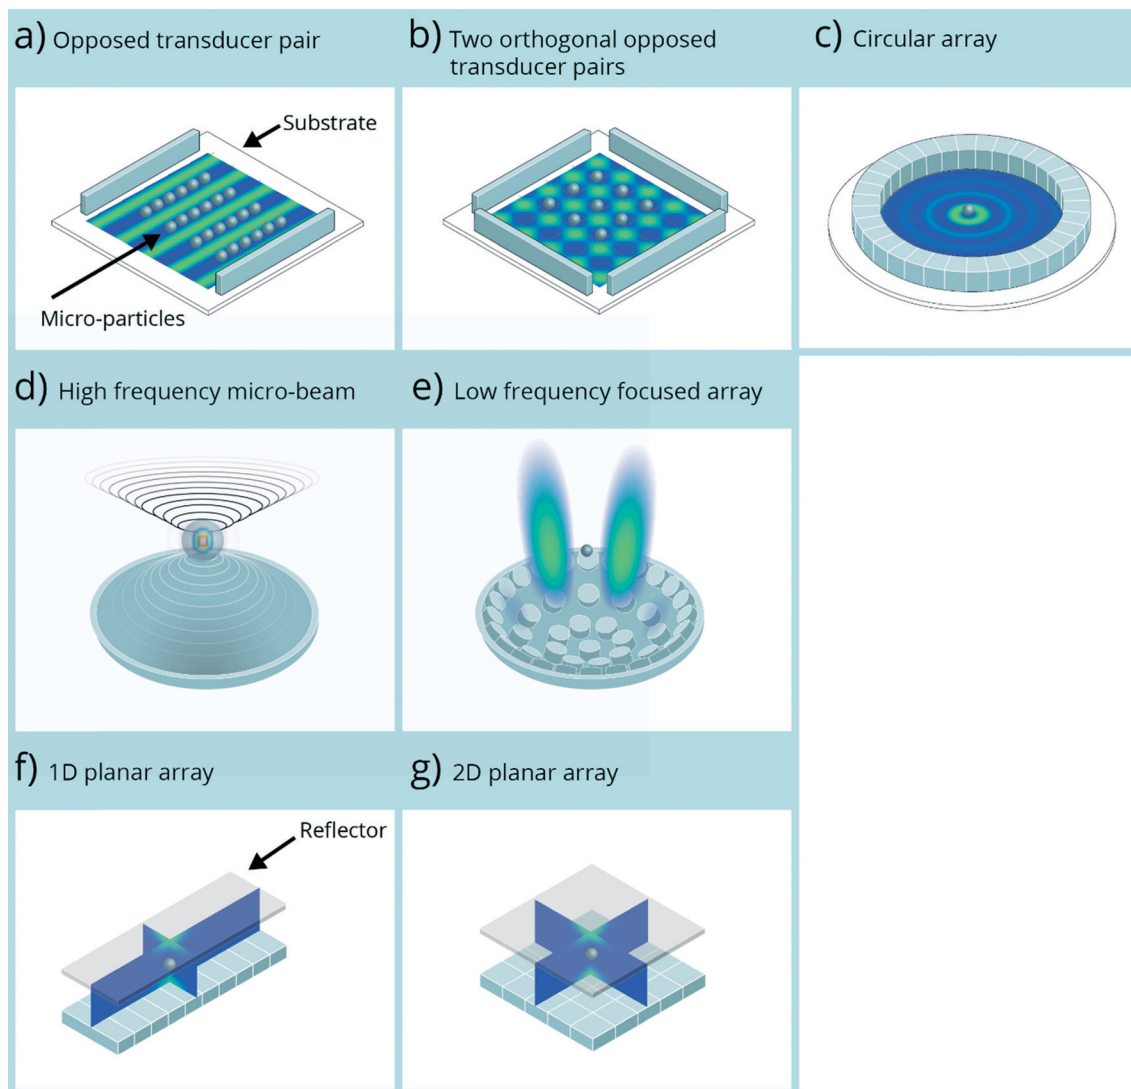 a) Opposed transducer pair
b) Two orthogonal opposed
transducer pairs
c) Circular array
Substrate
Micro-particles
d) High frequency micro-beam
e) Low frequency focused array
f) 1D planar array
g) 2D planar array
Reflector